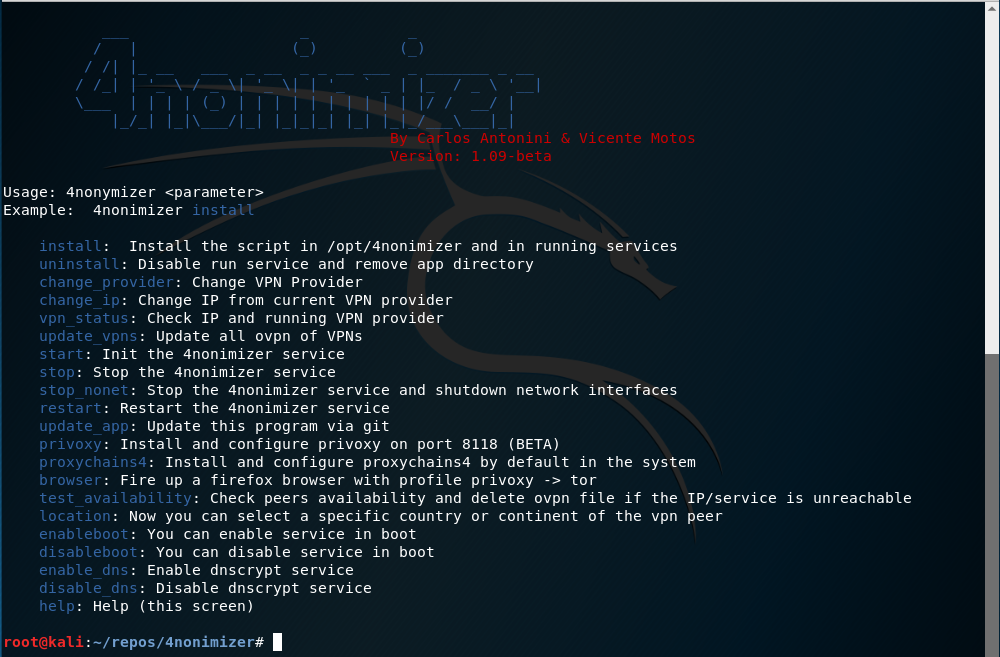 4nonimizer
By Carlos Antonini & Vicente Motos
Version: 1.09-beta
Usage: 4nonymizer <parameter>
Example:  4nonimizer install
install:  Install the script in /opt/4nonimizer and in running services
uninstall: Disable run service and remove app directory
change_provider: Change VPN Provider
change_ip: Change IP from current VPN provider
vpn_status: Check IP and running VPN provider
update_vpns: Update all ovpn of VPNs
start: Init the 4nonimizer service
stop: Stop the 4nonimizer service
stop_nonet: Stop the 4nonimizer service and shutdown network interfaces
restart: Restart the 4nonimizer service
update_app: Update this program via git
privoxy: Install and configure privoxy on port 8118 (BETA)
proxychains4: Install and configure proxychains4 by default in the system
browser: Fire up a firefox browser with profile privoxy -> tor
test_availability: Check peers availability and delete ovpn file if the IP/service is unreachable
location: Now you can select a specific country or continent of the vpn peer
enableboot: You can enable service in boot
disableboot: You can disable service in boot
enable_dns: Enable dnscrypt service
disable_dns: Disable dnscrypt service
help: Help (this screen)
root@kali:~/repos/4nonimizer#